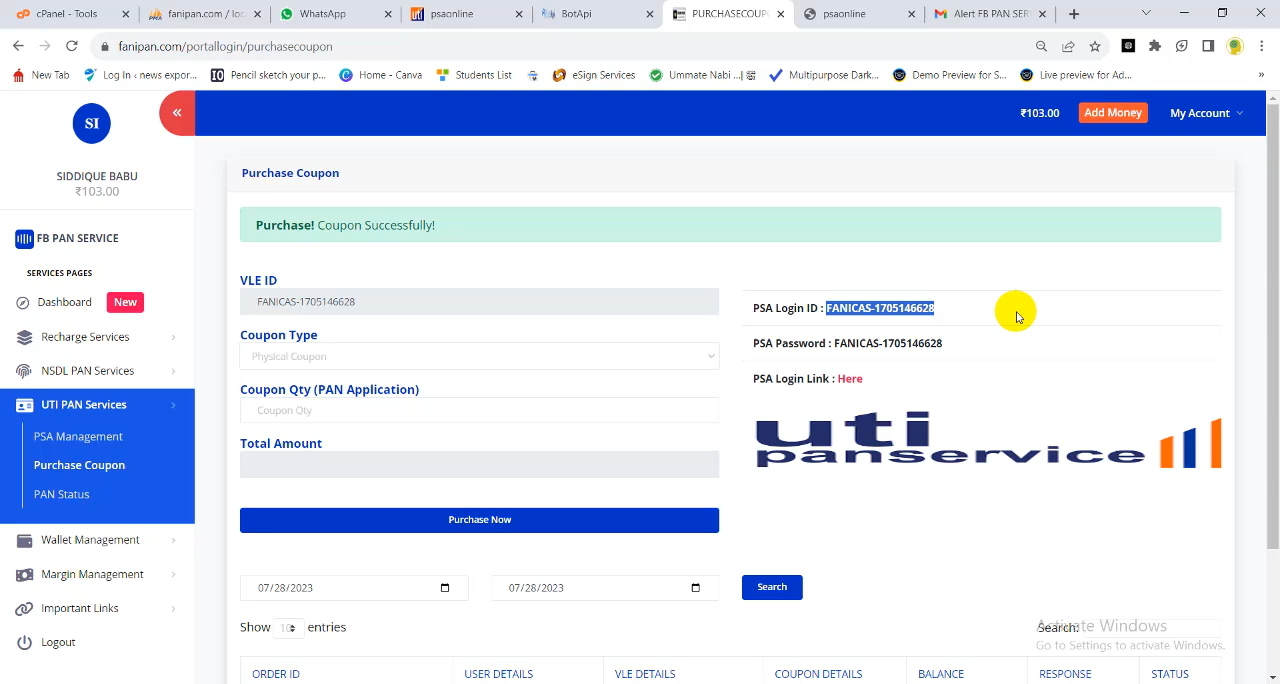 cPanel - Tools
fanipan.com / loc
WhatsApp
psaonline
BotApi
PURCHASECOUP
psaonline
Alert FB PAN SER
fanipan.com/portallogin/purchasecoupon
New Tab
Log In ‹ news expor...
Pencil sketch your p...
Home - Canva
Students List
eSign Services
Ummate Nabi ...| हि
Multipurpose Dark...
Demo Preview for S...
Live preview for Ad...
SI
«
₹103.00
Add Money
My Account
SIDDIQUE BABU
₹103.00
Purchase Coupon
Purchase! Coupon Successfully!
FB PAN SERVICE
SERVICES PAGES
Dashboard
New
Recharge Services
NSDL PAN Services
UTI PAN Services
PSA Management
Purchase Coupon
PAN Status
Wallet Management
Margin Management
Important Links
Logout
VLE ID
FANICAS-1705146628
Coupon Type
Physical Coupon
Coupon Qty (PAN Application)
Coupon Qty
Total Amount
Purchase Now
PSA Login ID : FANICAS-1705146628
PSA Password : FANICAS-1705146628
PSA Login Link : Here
uti
panservice
07/28/2023
07/28/2023
Search
Show 10 entries
Search:
Activate Windows
Go to Settings to activate Windows.
ORDER ID
USER DETAILS
VLE DETAILS
COUPON DETAILS
BALANCE
RESPONSE
STATUS